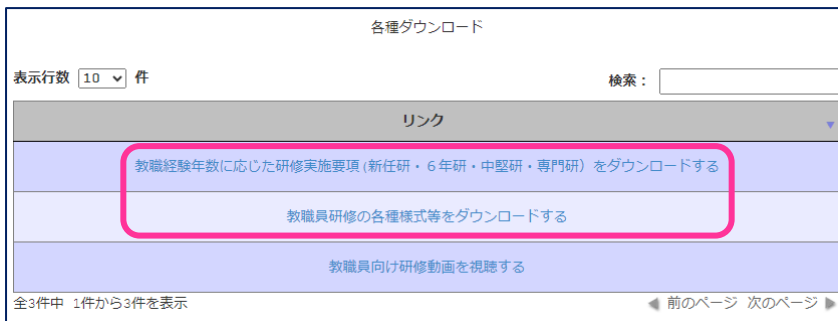 各種ダウンロード
表示行数 10 件 検索：
リンク
教職経験年数に応じた研修実施要項(新任研・６年研・中堅研・専門研）をダウンロードする
教職員研修の各種様式等をダウンロードする
教職員向け研修動画を視聴する
全3件中 1件から3件を表示 前のページ 次のページ